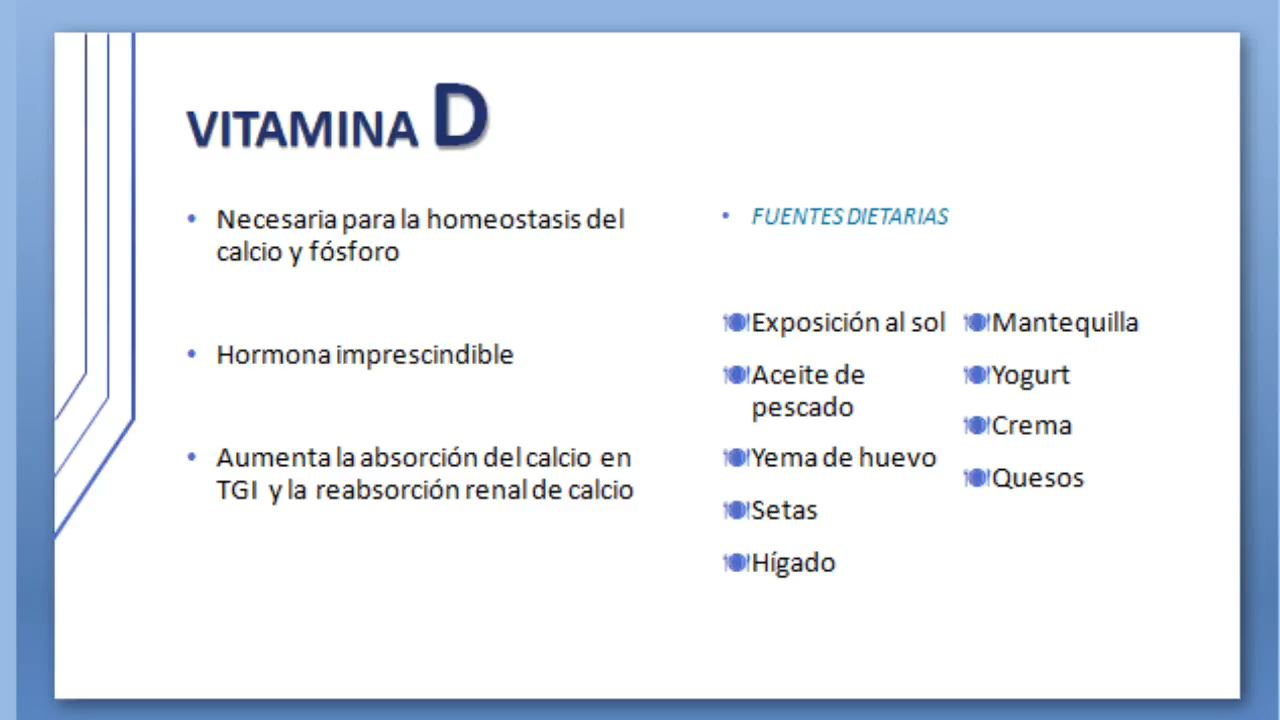 VITAMINA D
• Necesaria para la homeostasis del
calcio y fósforo
• Hormona imprescindible
• Aumenta la absorción del calcio en
TGI y la reabsorción renal de calcio
• FUENTES DIETARIAS
Exposición al sol
Aceite de
pescado
Yema de huevo
Setas
Hígado
Mantequilla
Yogurt
Crema
Quesos